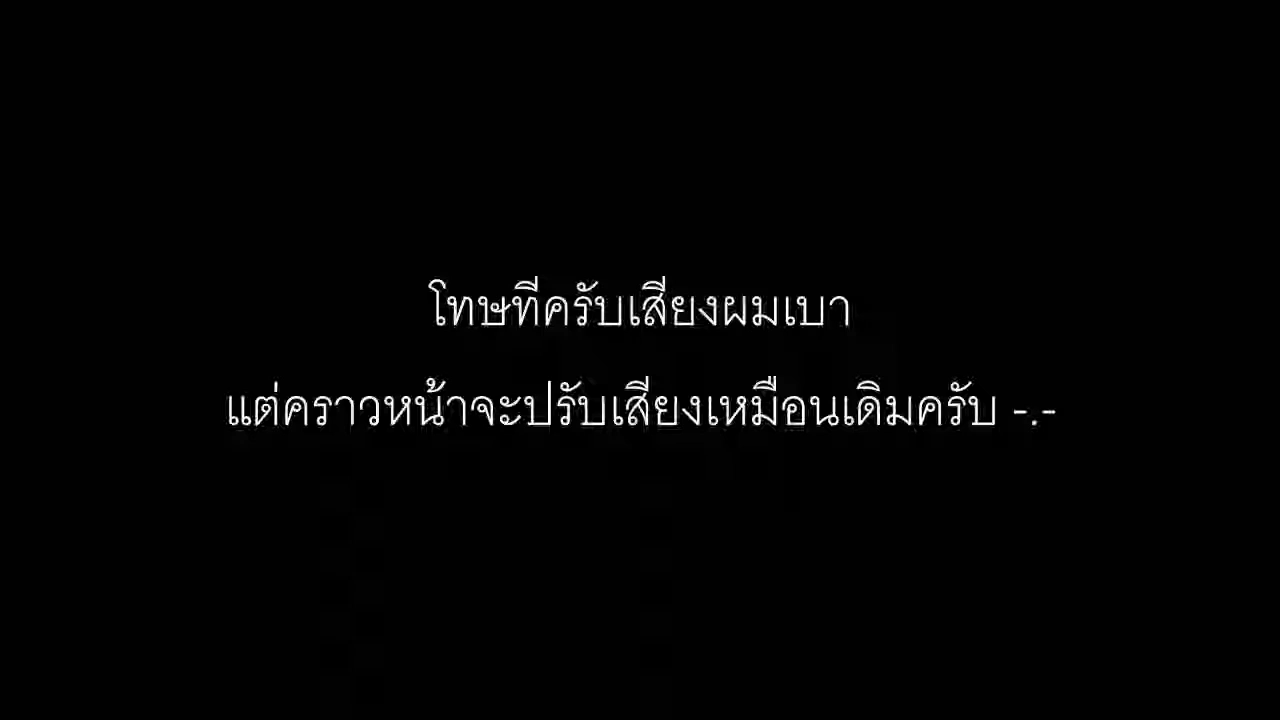 โทษทีครับเสียงผมเบา
แต่คราวหน้าจะปรับเสียงเหมือนเดิมครับ -.-